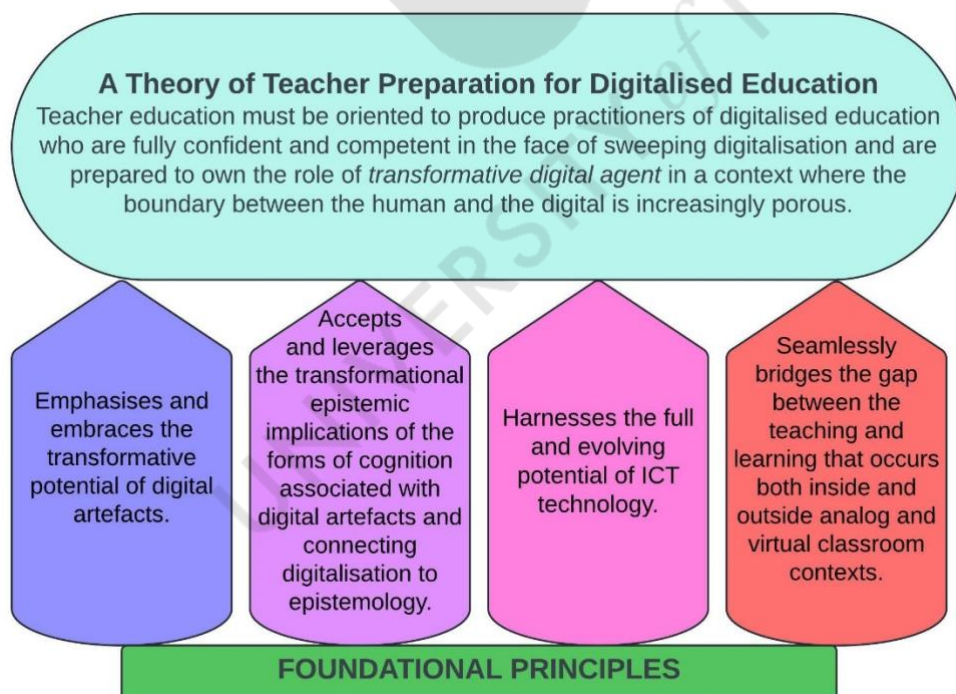 A Theory of Teacher Preparation for Digitalised Education
Teacher education must be oriented to produce practitioners of digitalised education
who are fully confident and competent in the face of sweeping digitalisation and are
prepared to own the role of transformative digital agent in a context where the
boundary between the human and the digital is increasingly porous.
Emphasises and
embraces the
transformative
potential of digital
artefacts.
Accepts
and leverages
the transformational
epistemic
implications of the
forms of cognition
associated with
digital artefacts and
connecting
digitalisation to
epistemology.
Harnesses the full
and evolving
potential of ICT
technology.
Seamlessly
bridges the gap
between the
teaching and
learning that occurs
both inside and
outside analog and
virtual classroom
contexts.
FOUNDATIONAL PRINCIPLES
UNIVERSITY of